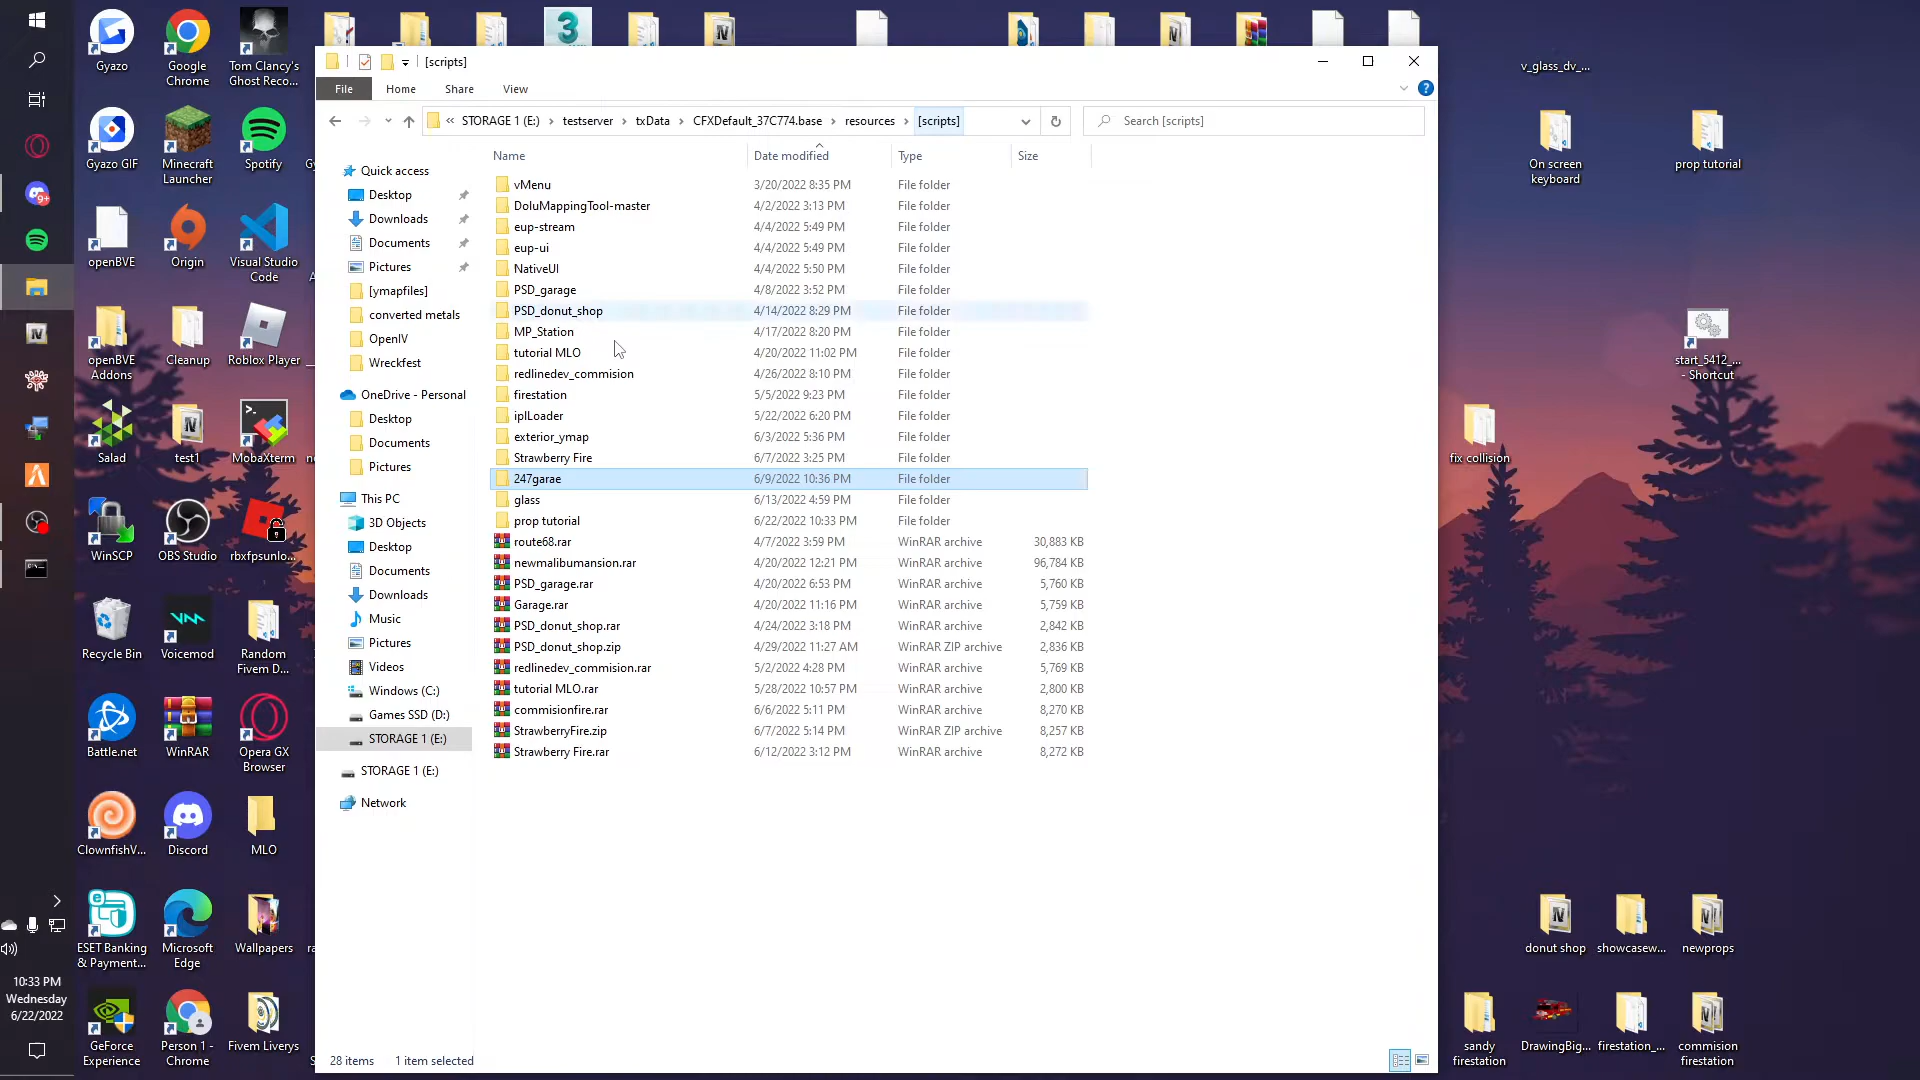 [scripts]
File
Home
Share
View
« STORAGE 1 (E:) › testserver › txData › CFXDefault_37C774.base › resources › [scripts]
Search [scripts]
Name
Date modified
Type
Size
Quick access
Desktop
Downloads
Documents
Pictures
[ymapfiles]
converted metals
OpenIV
Wreckfest
OneDrive - Personal
Desktop
Documents
Pictures
This PC
3D Objects
Desktop
Documents
Downloads
Music
Pictures
Videos
Windows (C:)
Games SSD (D:)
STORAGE 1 (E:)
STORAGE 1 (E:)
Network
vMenu 3/20/2022 8:35 PM File folder
DoluMappingTool-master 4/2/2022 3:13 PM File folder
eup-stream 4/4/2022 5:49 PM File folder
eup-ui 4/4/2022 5:49 PM File folder
NativeUI 4/4/2022 5:50 PM File folder
PSD_garage 4/8/2022 3:52 PM File folder
PSD_donut_shop 4/14/2022 8:29 PM File folder
MP_Station 4/17/2022 8:20 PM File folder
tutorial MLO 4/20/2022 11:02 PM File folder
redlinedev_commision 4/26/2022 8:10 PM File folder
firestation 5/5/2022 9:23 PM File folder
iplLoader 5/22/2022 6:20 PM File folder
exterior_ymap 6/3/2022 5:36 PM File folder
Strawberry Fire 6/7/2022 3:25 PM File folder
247garae 6/9/2022 10:36 PM File folder
glass 6/13/2022 4:59 PM File folder
prop tutorial 6/22/2022 10:33 PM File folder
route68.rar 4/7/2022 3:59 PM WinRAR archive 30,883 KB
newmalibumansion.rar 4/20/2022 12:21 PM WinRAR archive 96,784 KB
PSD_garage.rar 4/20/2022 6:53 PM WinRAR archive 5,760 KB
Garage.rar 4/20/2022 11:16 PM WinRAR archive 5,759 KB
PSD_donut_shop.rar 4/24/2022 3:18 PM WinRAR archive 2,842 KB
PSD_donut_shop.zip 4/29/2022 11:27 AM WinRAR ZIP archive 2,836 KB
redlinedev_commision.rar 5/2/2022 4:28 PM WinRAR archive 5,769 KB
tutorial MLO.rar 5/28/2022 10:57 PM WinRAR archive 2,800 KB
commisionfire.rar 6/6/2022 5:11 PM WinRAR archive 8,270 KB
StrawberryFire.zip 6/7/2022 5:14 PM WinRAR ZIP archive 8,257 KB
Strawberry Fire.rar 6/12/2022 3:12 PM WinRAR archive 8,272 KB
28 items
1 item selected
Gyazo
Google
Chrome
Tom Clancy's
Ghost Reco...
Gyazo GIF
Minecraft
Launcher
Spotify
openBVE
Origin
Visual Studio
Code
openBVE
Addons
Cleanup
Roblox Player
Salad
test1
MobaXterm
WinSCP
OBS Studio
rbxfpsunlo...
Recycle Bin
Voicemod
Random
Fivem D...
Battle.net
WinRAR
Opera GX
Browser
ClownfishV...
Discord
MLO
ESET Banking
& Payment...
Microsoft
Edge
Wallpapers
GeForce
Experience
Person 1 -
Chrome
Fivem Liverys
10:33 PM
Wednesday
6/22/2022
9+
v_glass_dv_...
On screen
keyboard
prop tutorial
start_5412_...
- Shortcut
fix collision
donut shop
showcasew...
newprops
sandy
firestation
DrawingBig...
firestation_...
commision
firestation